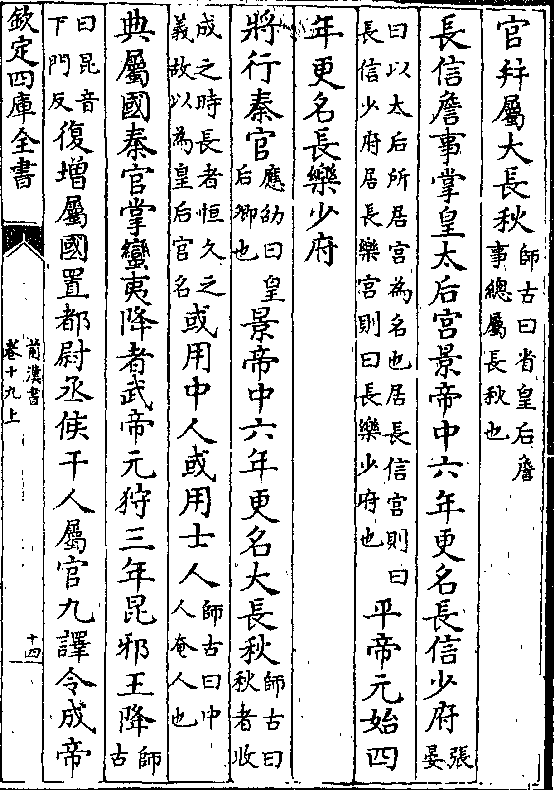 官并屬大長秋師古曰省皇后詹
事總屬長秋也
長信詹事掌皇太后宮景帝中六年更名長信少府張
晏
曰以太后所居宮為名也居長信宮則曰
長信少府居長樂宮則曰長樂少府也平帝元始四
年更名長樂少府
將行秦官應劭曰皇
后卿也景帝中六年更名大長秋師古曰
秋者收
成之時長者恒久之
義故以為皇后官名或用中人或用士人師古曰中
人奄人也
典屬國秦官掌蠻夷降者武帝元狩三年昆邪王降師
古
曰昆音
下門反復增屬國置都尉丞候千人屬官九譯令成帝
欽定四庫全書
前漢書
卷十九上
十四